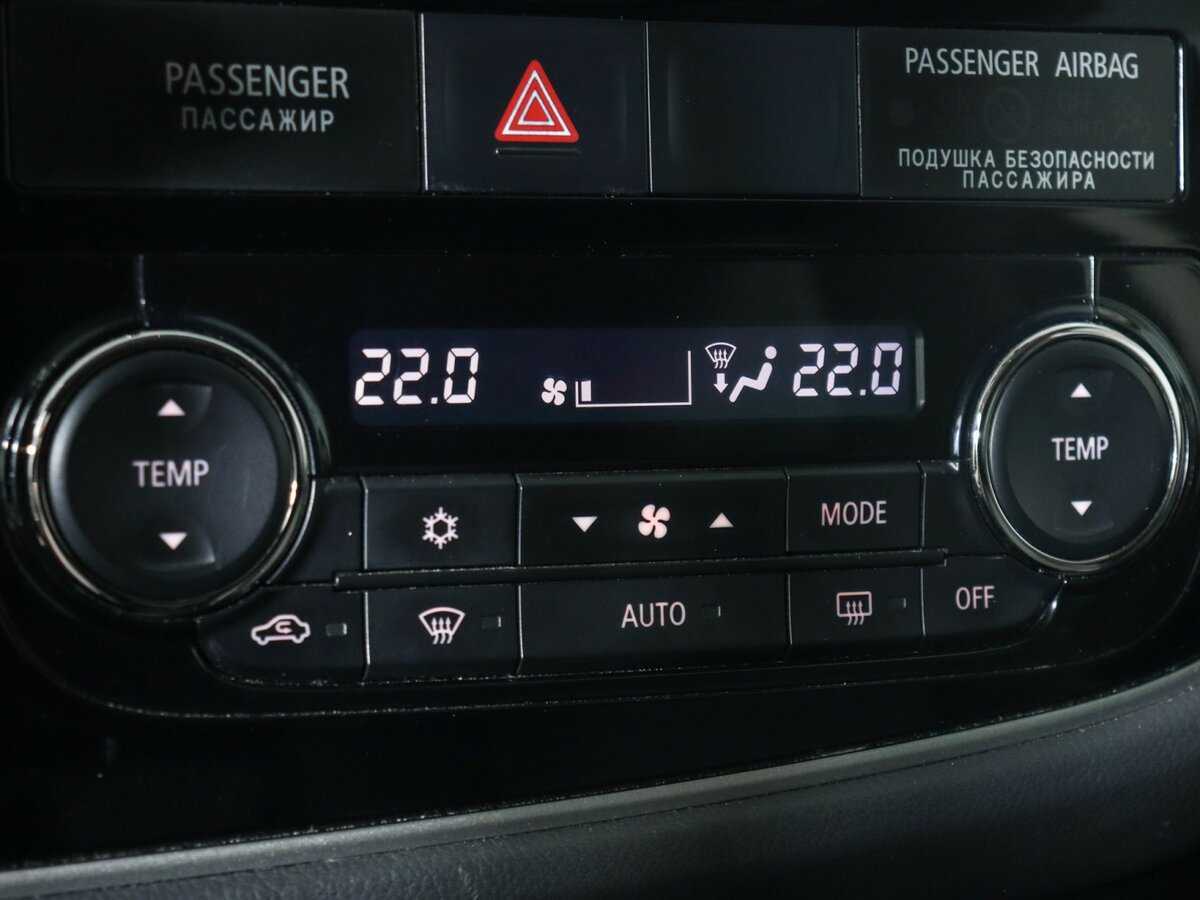 PASSENGER
ПАССАЖИР
PASSENGER AIRBAG
ПОДУШКА БЕЗОПАСНОСТИ
ПАССАЖИРА
22.0
22.0
TEMP
TEMP
MODE
AUTO
OFF